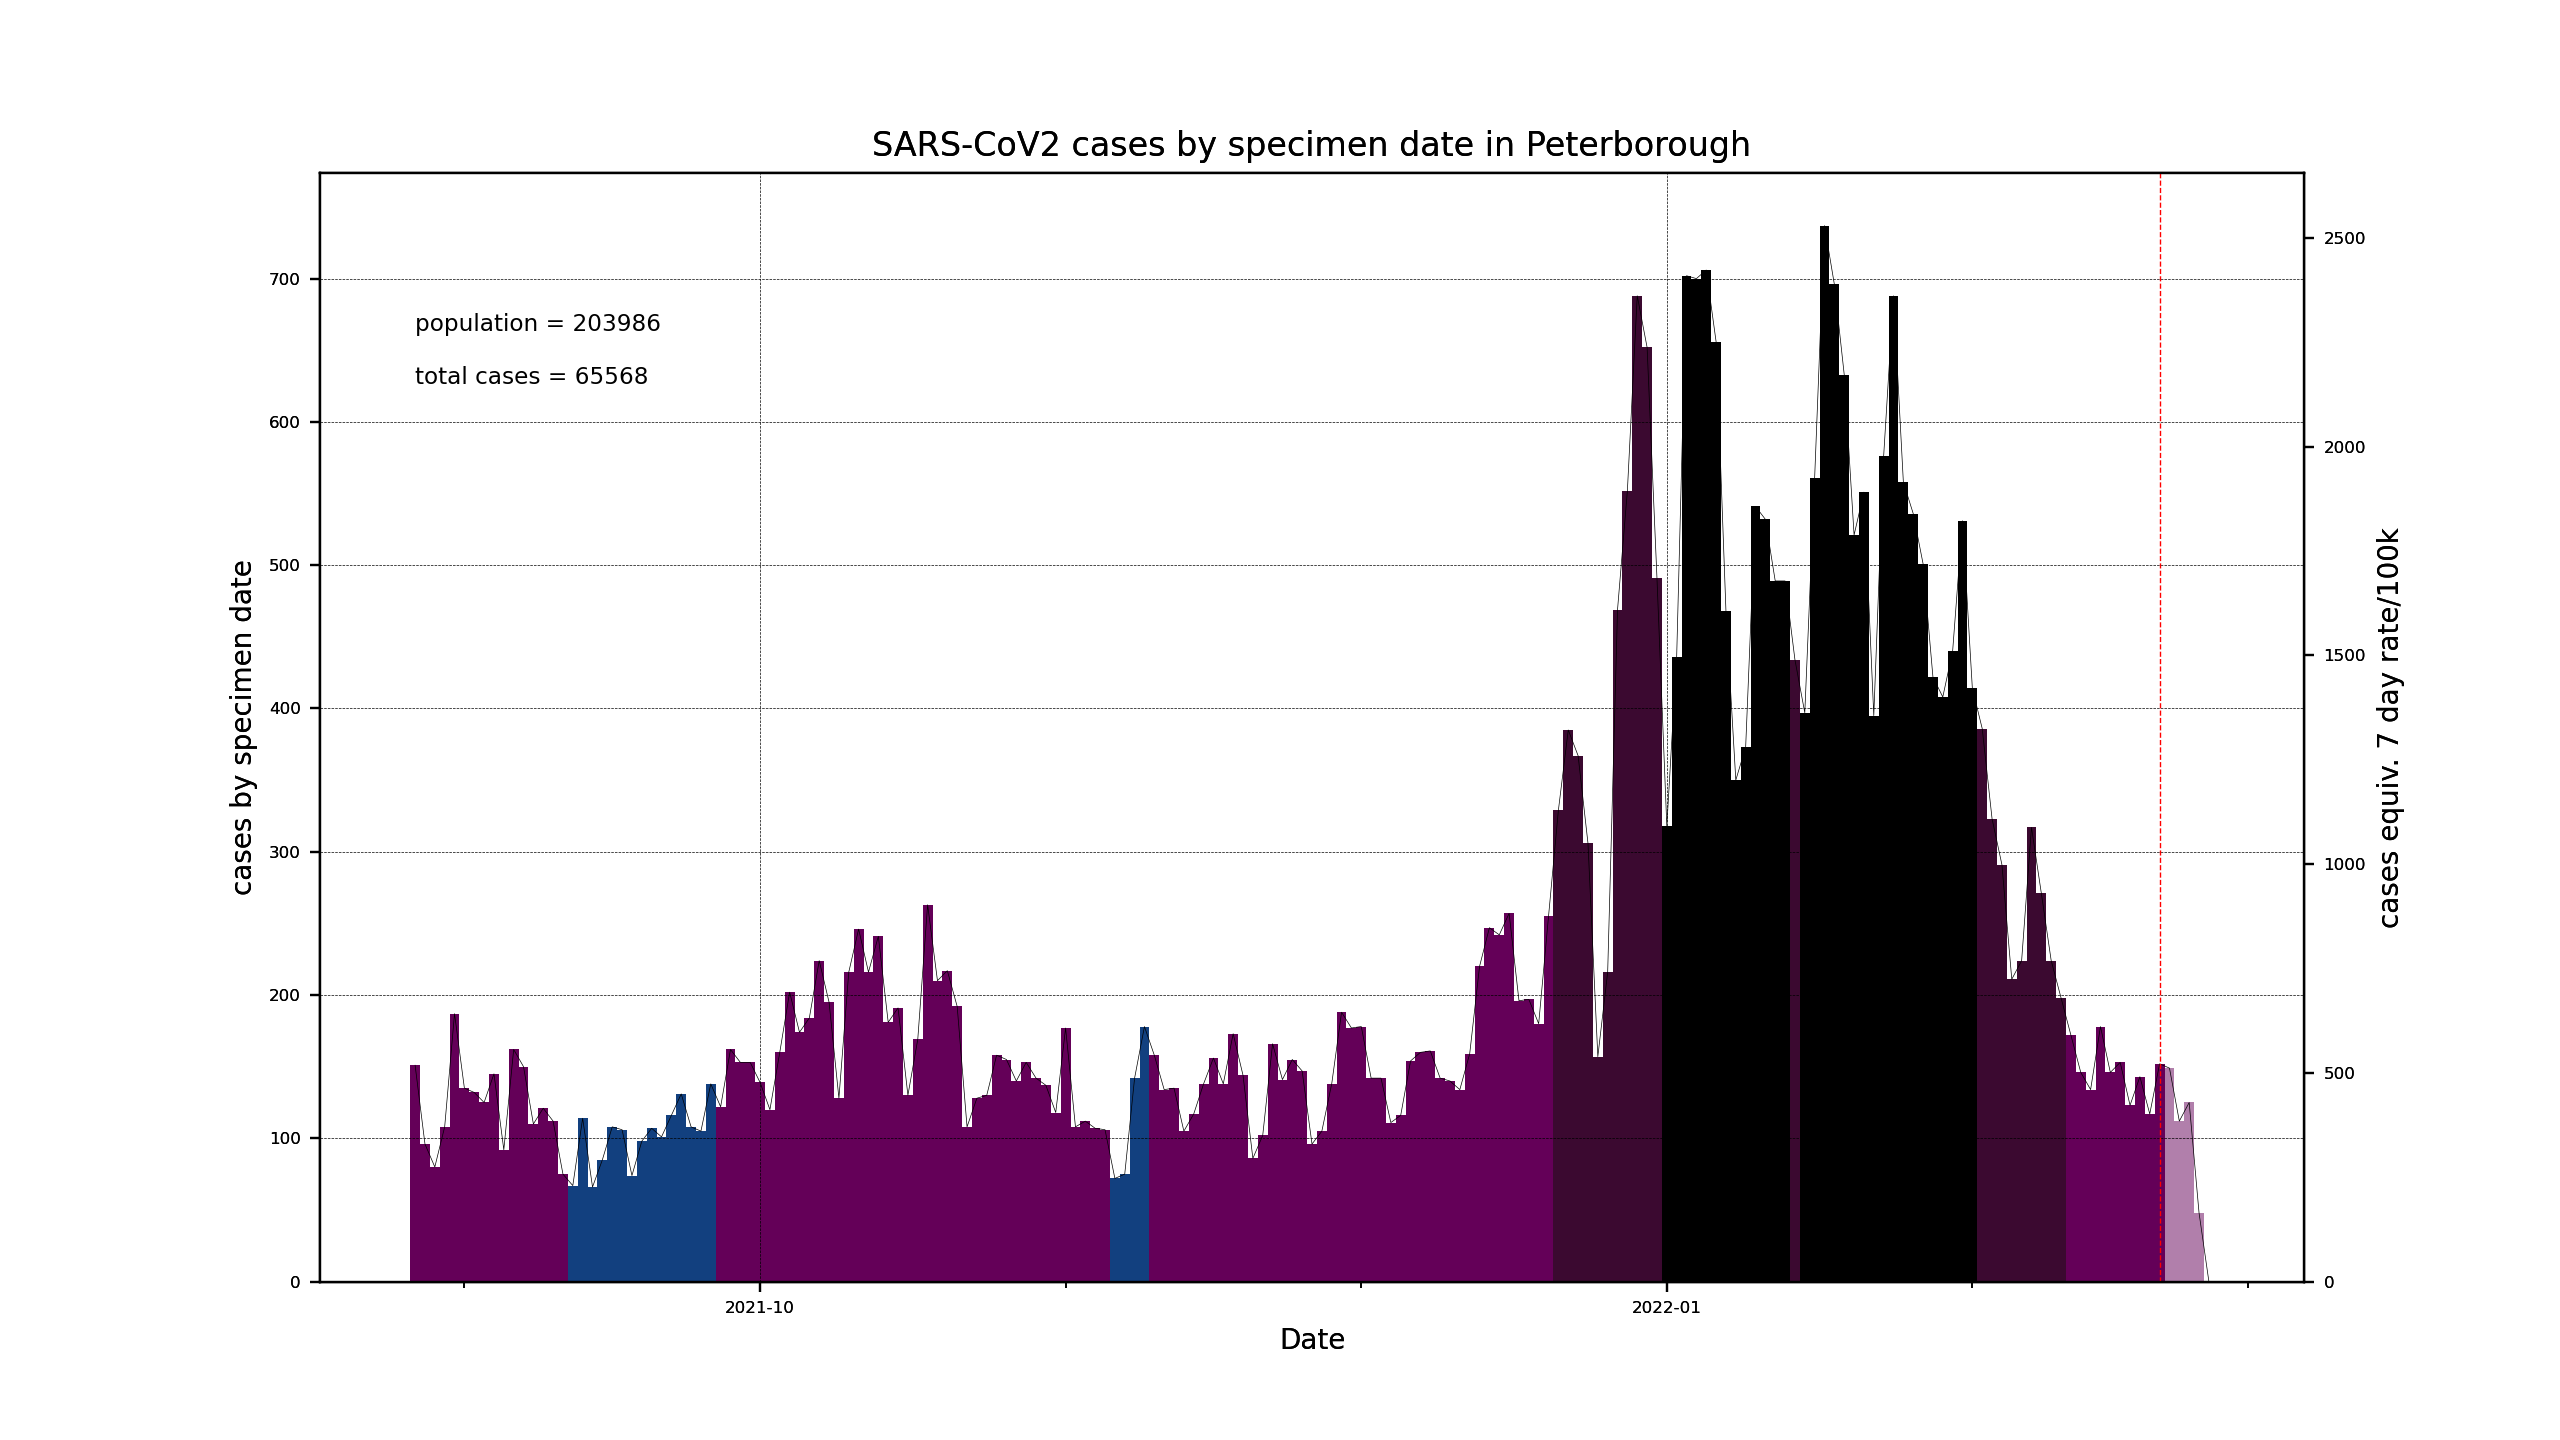 SARS-CoV2 cases by specimen date in Peterborough
population = 203986
total cases = 65568
cases by specimen date
700
600
500
400
300
200
100
0
2500
2000
1500
1000
500
0
cases equiv. 7 day rate/100k
2021-10
2022-01
Date